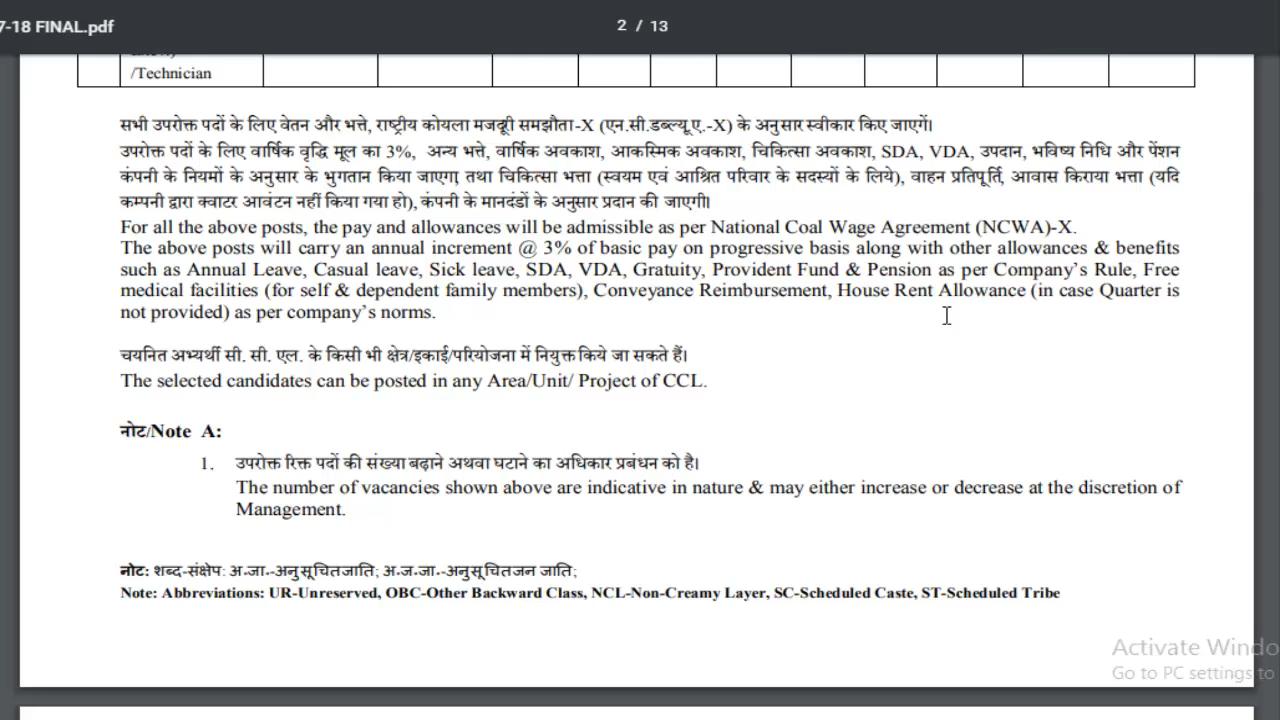 7-18 FINAL.pdf
2 / 13
/Technician
सभी उपरोक्त पदों के लिए वेतन और भत्ते, राष्ट्रीय कोयला मजदूरी समझौता-X (एन.सी.डब्ल्यू.ए.-X) के अनुसार स्वीकार किए जाएगें।
उपरोक्त पदों के लिए वार्षिक वृद्धि मूल का 3%, अन्य भत्ते, वार्षिक अवकाश, आकस्मिक अवकाश, चिकित्सा अवकाश, SDA, VDA, उपदान, भविष्य निधि और पेंशन
कंपनी के नियमों के अनुसार के भुगतान किया जाएगा, तथा चिकित्सा भत्ता (स्वयम एवं आश्रित परिवार के सदस्यों के लिये), वाहन प्रतिपूर्ति, आवास किराया भत्ता (यदि
कम्पनी द्वारा क्वाटर आवंटन नहीं किया गया हो), कंपनी के मानदंडों के अनुसार प्रदान की जाएगी।
For all the above posts, the pay and allowances will be admissible as per National Coal Wage Agreement (NCWA)-X.
The above posts will carry an annual increment @ 3% of basic pay on progressive basis along with other allowances & benefits
such as Annual Leave, Casual leave, Sick leave, SDA, VDA, Gratuity, Provident Fund & Pension as per Company's Rule, Free
medical facilities (for self & dependent family members), Conveyance Reimbursement, House Rent Allowance (in case Quarter is
not provided) as per company's norms.
चयनित अभ्यर्थी सी. सी. एल. के किसी भी क्षेत्र/इकाई/परियोजना में नियुक्त किये जा सकते हैं।
The selected candidates can be posted in any Area/Unit/ Project of CCL.
नोट/Note A:
1. उपरोक्त रिक्त पदों की संख्या बढ़ाने अथवा घटाने का अधिकार प्रबंधन को है।
The number of vacancies shown above are indicative in nature & may either increase or decrease at the discretion of
Management.
नोट: शब्द-संक्षेप: अ.जा.-अनुसूचितजाति; अ.ज.जा.-अनुसूचितजन जाति;
Note: Abbreviations: UR-Unreserved, OBC-Other Backward Class, NCL-Non-Creamy Layer, SC-Scheduled Caste, ST-Scheduled Tribe
Activate Windo
Go to PC settings to